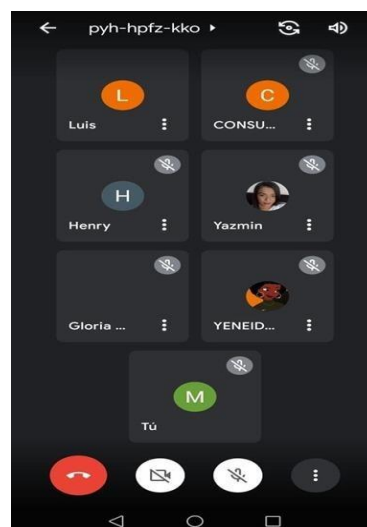 pyh-hpfz-kko
L
C
Luis
CONSU...
H
Henry
Yazmin
Gloria ...
YENEID...
M
Tú